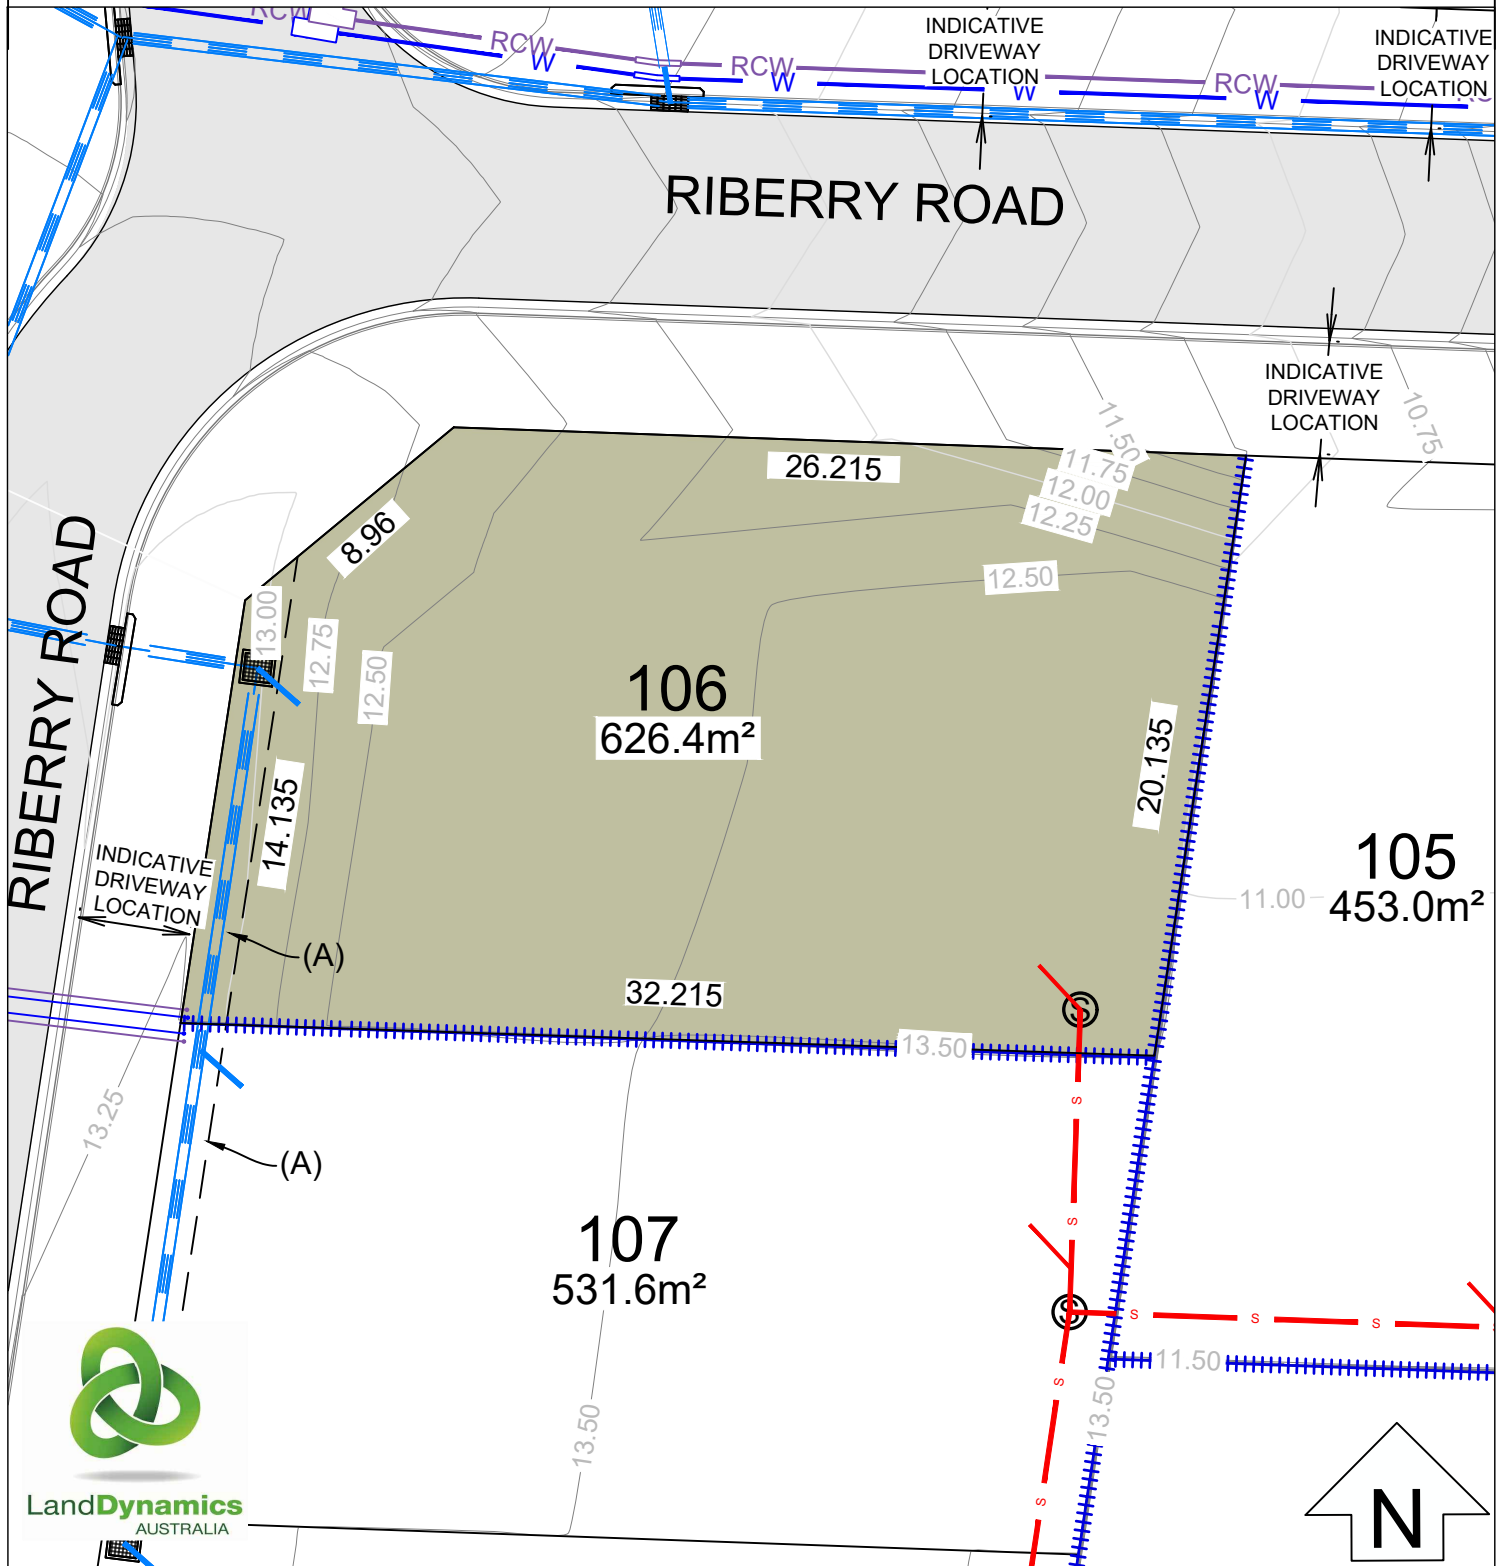 RCW
RCW
W
RCW
W
INDICATIVE
DRIVEWAY
LOCATION
W
RCW
W
INDICATIVE
DRIVEWAY
LOCATION
RIBERRY ROAD
INDICATIVE
DRIVEWAY
LOCATION
10.75
11.50
11.75
12.00
12.25
12.50
26.215
8.96
RIBERRY ROAD
13.00
12.75
12.50
106
626.4m²
20.135
14.135
INDICATIVE
DRIVEWAY
LOCATION
(A)
105
453.0m²
11.00
32.215
S
13.50
13.25
(A)
s
s
107
531.6m²
S
s
s
s
11.50
s
13.50
13.50
s
LandDynamics
AUSTRALIA
N